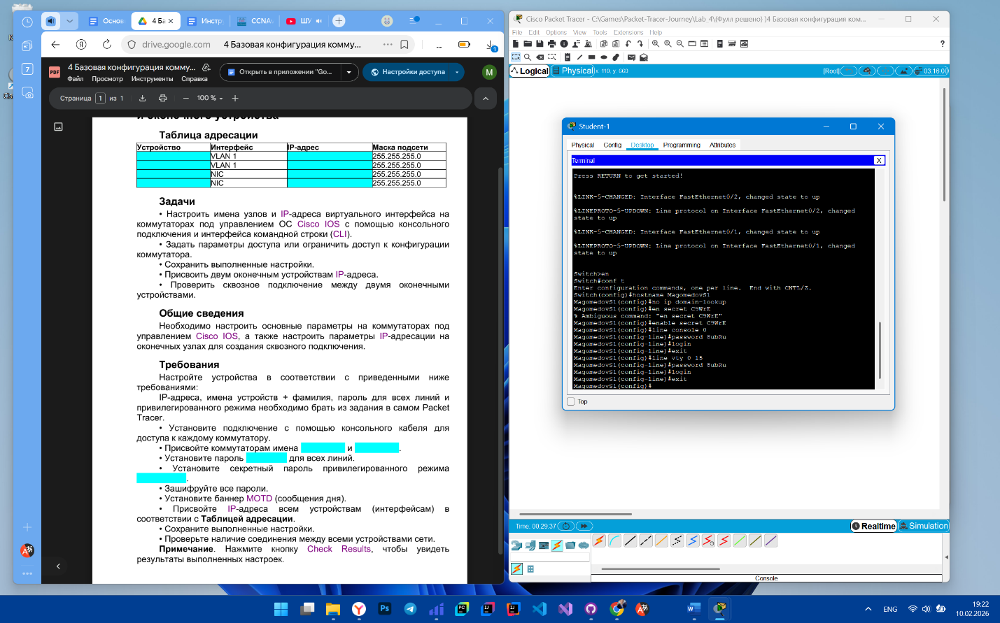 Основ
4 Ба
Инстр
CCNA
ШУ
drive.google.com
4 Базовая конфигурация комму...
4 Базовая конфигурация комму...
Файл Просмотр Инструменты Справка
Открыть в приложении "Go...
Настройки доступа
M
Страница 1 из 1
100 %
7
PDF
и оконечного устройства
Таблица адресации
Устройство Интерфейс IP-адрес Маска подсети
VLAN 1 255.255.255.0
VLAN 1 255.255.255.0
NIC 255.255.255.0
NIC 255.255.255.0
Задачи
• Настроить имена узлов и IP-адреса виртуального интерфейса на
коммутаторах под управлением ОС Cisco IOS с помощью консольного
подключения и интерфейса командной строки (CLI).
• Задать параметры доступа или ограничить доступ к конфигурации
коммутатора.
• Сохранить выполненные настройки.
• Присвоить двум оконечным устройствам IP-адреса.
• Проверить сквозное подключение между двумя оконечными
устройствами.
Общие сведения
Необходимо настроить основные параметры на коммутаторах под
управлением Cisco IOS, а также настроить параметры IP-адресации на
оконечных узлах для создания сквозного подключения.
Требования
Настройте устройства в соответствии с приведенными ниже
требованиями:
IP-адреса, имена устройств + фамилия, пароль для всех линий и
привилегированного режима необходимо брать из задания в самом Packet
Tracer.
• Установите подключение с помощью консольного кабеля для
доступа к каждому коммутатору.
• Присвойте коммутаторам имена и .
• Установите пароль для всех линий.
• Установите секретный пароль привилегированного режима
.
• Зашифруйте все пароли.
• Установите баннер MOTD (сообщения дня).
• Присвойте IP-адреса всем устройствам (интерфейсам) в
соответствии с Таблицей адресации.
• Сохраните выполненные настройки.
• Проверьте наличие соединения между всеми устройствами сети.
Примечание. Нажмите кнопку Check Results, чтобы увидеть
результаты выполненных настроек.
Cisco Packet Tracer - C:\Games\Packet-Tracer-Journey\Lab_4\(Фулл решено) )4 Базовая конфигурация ком...
File Edit Options View Tools Extensions Help
Logical Physical x: 110, y: 660
[Root] 03:16:00
Student-1
Physical Config Desktop Programming Attributes
Terminal X
Press RETURN to get started!
%LINK-5-CHANGED: Interface FastEthernet0/2, changed state to up
%LINEPROTO-5-UPDOWN: Line protocol on Interface FastEthernet0/2, changed
state to up
%LINK-5-CHANGED: Interface FastEthernet0/1, changed state to up
%LINEPROTO-5-UPDOWN: Line protocol on Interface FastEthernet0/1, changed
state to up
Switch>en
Switch#conf t
Enter configuration commands, one per line. End with CNTL/Z.
Switch(config)#hostname MagomedovS1
MagomedovS1(config)#no ip domain-lookup
MagomedovS1(config)#en secret C9WrE
% Ambiguous command: "en secret C9WrE"
MagomedovS1(config)#enable secret C9WrE
MagomedovS1(config)#line console 0
MagomedovS1(config-line)#password 8ubRu
MagomedovS1(config-line)#login
MagomedovS1(config-line)#exit
MagomedovS1(config)#line vty 0 15
MagomedovS1(config-line)#password 8ubRu
MagomedovS1(config-line)#login
MagomedovS1(config-line)#exit
MagomedovS1(config)#
Top
Time: 00:29:37
Realtime Simulation
Console
ENG
19:22
10.02.2026